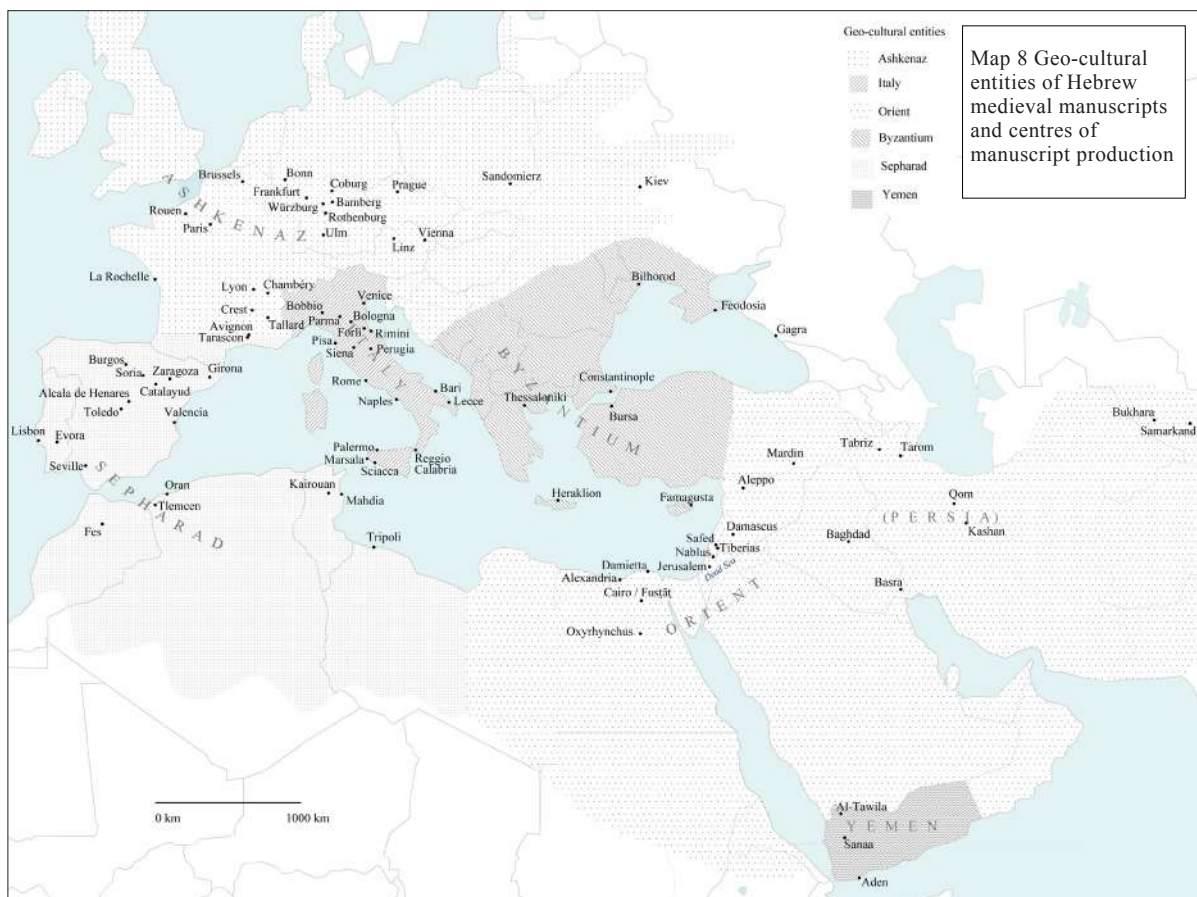 Geo-cultural entities
Ashkenaz
Italy
Orient
Byzantium
Sepharad
Yemen
Map 8 Geo-cultural
entities of Hebrew
medieval manuscripts
and centres of
manuscript production
ASHKENAZ
Brussels
Bonn
Frankfurt
Coburg
Bamberg
Würzburg
Rothenburg
Prague
Sandomierz
Kiev
Rouen
Paris
Ulm
Linz
Vienna
La Rochelle
Lyon
Chambéry
Crest
Tallard
Avignon
Tarascon
ITALY
Bobbio
Venice
Parma
Bologna
Forlì
Rimini
Pisa
Siena
Perugia
Rome
Naples
Bari
Lecce
Palermo
Marsala
Sciacca
Reggio
Calabria
BYZANTIUM
Bilhorod
Feodosia
Gagra
Constantinople
Thessaloniki
Bursa
Heraklion
Famagusta
SEPHARAD
Burgos
Soria
Zaragoza
Girona
Alcala de Henares
Catalayud
Toledo
Valencia
Lisbon
Evora
Seville
Oran
Tlemcen
Fes
Kairouan
Mahdia
Tripoli
ORIENT
Bukhara
Samarkand
Tabriz
Tarom
Mardin
Aleppo
Qom
(PERSIA)
Kashan
Damascus
Baghdad
Safed
Tiberias
Nablus
Jerusalem
Dead Sea
Basra
Damietta
Alexandria
Cairo / Fusṭāṭ
Oxyrhynchus
Al-Tawila
YEMEN
Sanaa
Aden
0 km
1000 km